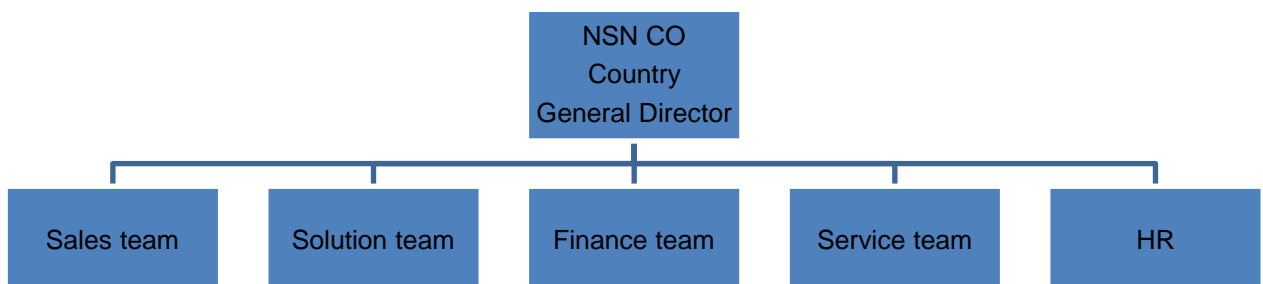 NSN CO
Country
General Director
Sales team
Solution team
Finance team
Service team
HR